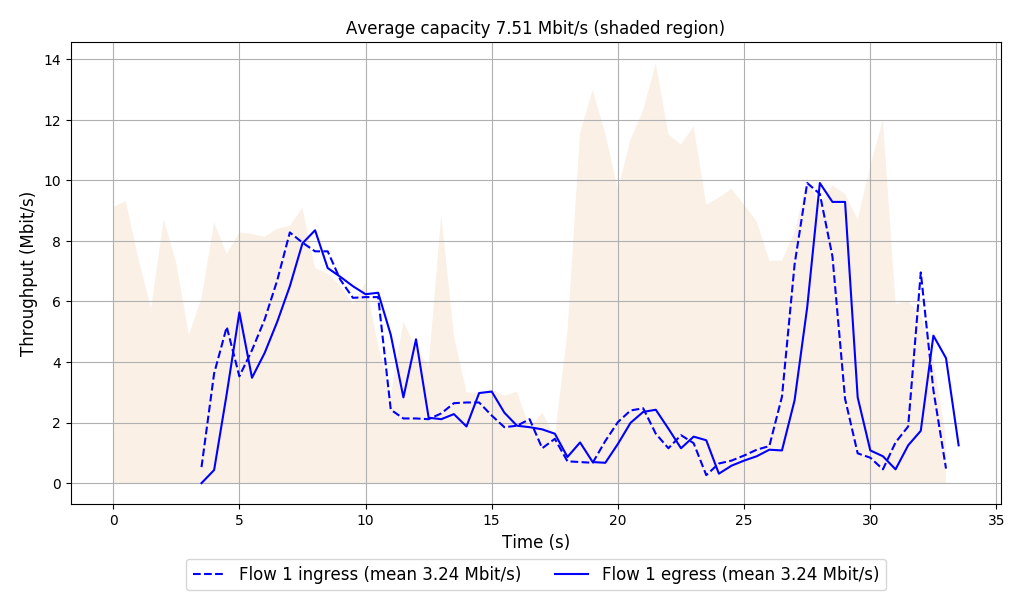 Average capacity 7.51 Mbit/s (shaded region)
Throughput (Mbit/s)
14
12
10
8
6
4
2
0
0 5 10 15 20 25 30 35
Time (s)
Flow 1 ingress (mean 3.24 Mbit/s) Flow 1 egress (mean 3.24 Mbit/s)